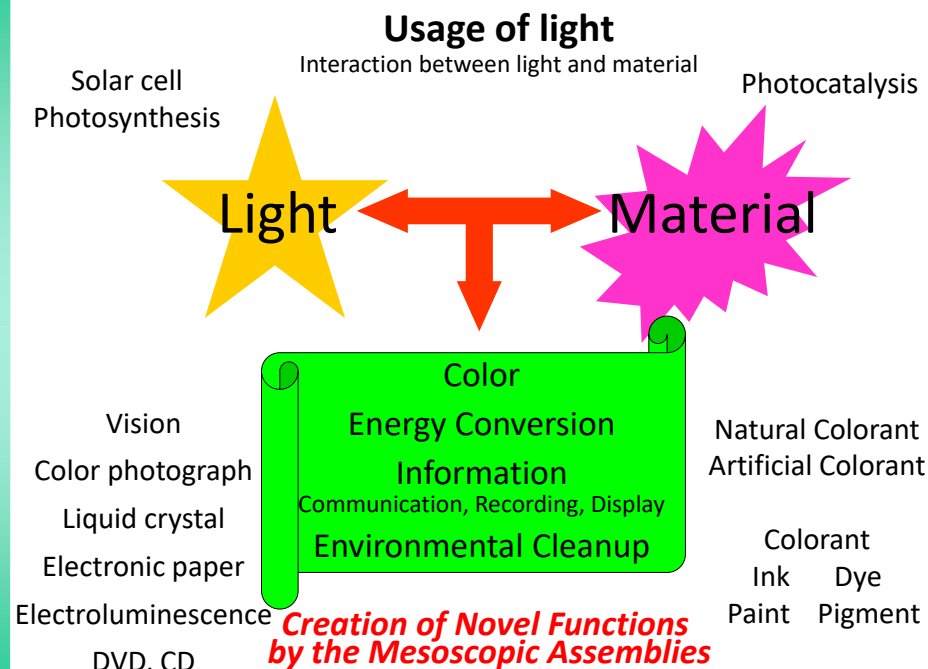 Usage of light
Interaction between light and material
Solar cell
Photosynthesis
Photocatalysis
Light
Material
Color
Energy Conversion
Information
Communication, Recording, Display
Environmental Cleanup
Vision
Color photograph
Liquid crystal
Electronic paper
Electroluminescence
DVD, CD
Natural Colorant
Artificial Colorant
Colorant
Ink Dye
Paint Pigment
Creation of Novel Functions
by the Mesoscopic Assemblies